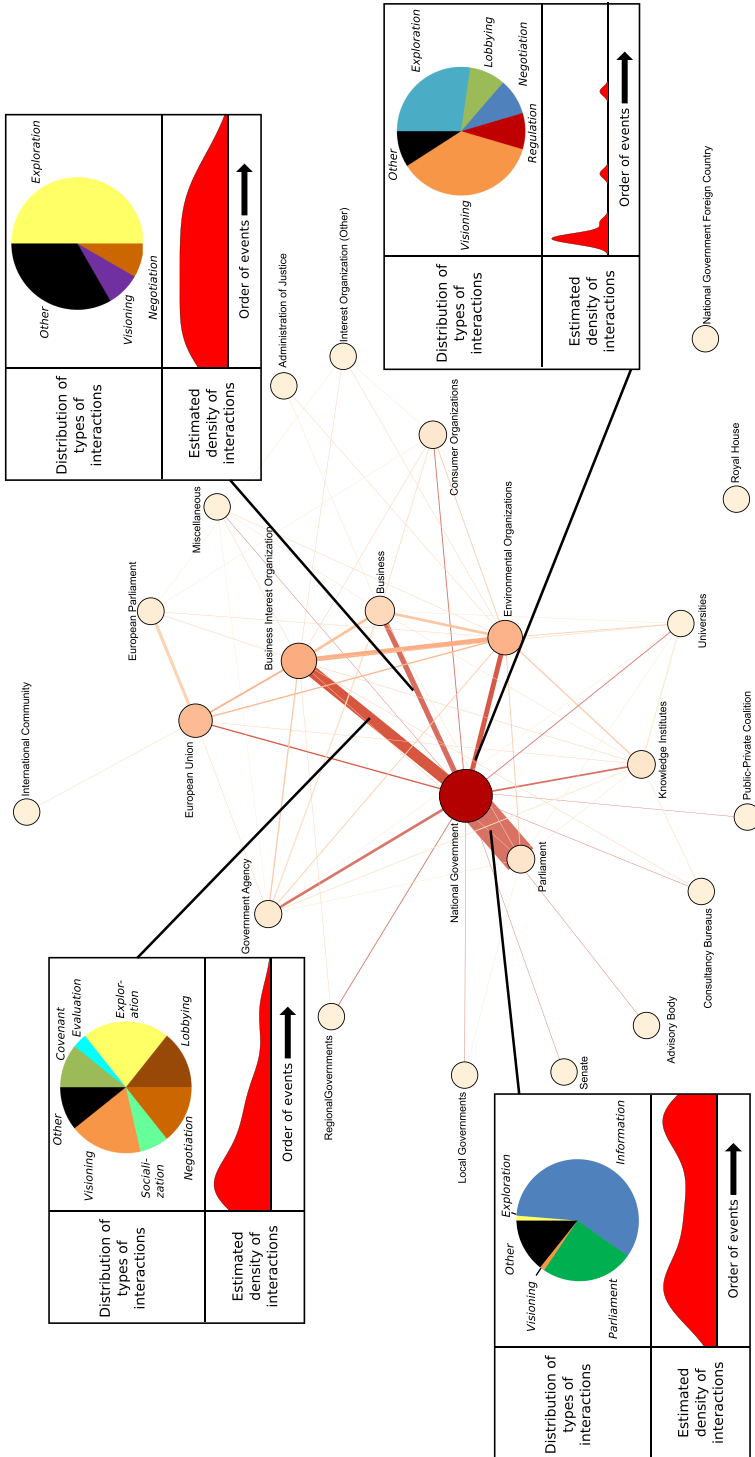 Distribution of
types of
interactions
Other
Exploration
Visioning
Negotiation
Estimated
density of
interactions
Order of events
Distribution of
types of
interactions
Other
Exploration
Lobbying
Negotiation
Regulation
Visioning
Estimated
density of
interactions
Order of events
Distribution of
types of
interactions
Other
Covenant
Evaluation
Explor-
ation
Lobbying
Negotiation
Sociali-
zation
Visioning
Estimated
density of
interactions
Order of events
Distribution of
types of
interactions
Other
Exploration
Information
Parliament
Visioning
Estimated
density of
interactions
Order of events
International Community
European Union
European Parliament
Miscellaneous
Administration of Justice
Interest Organization (Other)
Business Interest Organization
Business
Consumer Organizations
Environmental Organizations
Government Agency
RegionalGovernments
National Government
Parliament
Local Governments
Senate
Advisory Body
Consultancy Bureaus
Knowledge Institutes
Public-Private Coalition
Universities
Royal House
National Government Foreign Country